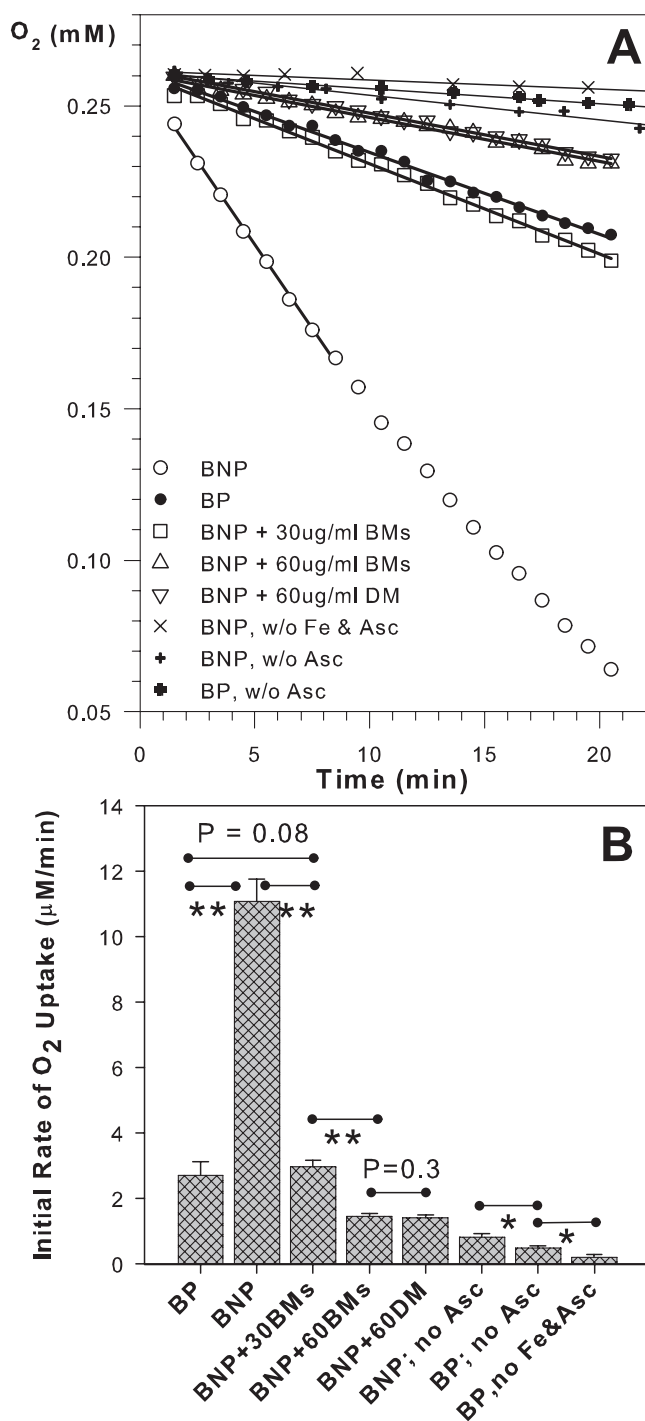 O2 (mM)
A
0.25
0.20
0.15
0.10
0.05
BNP
BP
BNP + 30ug/ml BMs
BNP + 60ug/ml BMs
BNP + 60ug/ml DM
BNP, w/o Fe & Asc
BNP, w/o Asc
BP, w/o Asc
0 5 10 15 20
Time (min)
B
Initial Rate of O2 Uptake (μM/min)
14
12
10
8
6
4
2
0
P = 0.08
** **
**
P=0.3
* *
BP
BNP
BNP+30BMs
BNP+60BMs
BNP+60DM
BNP; no Asc
BP; no Asc
BP,no Fe&Asc